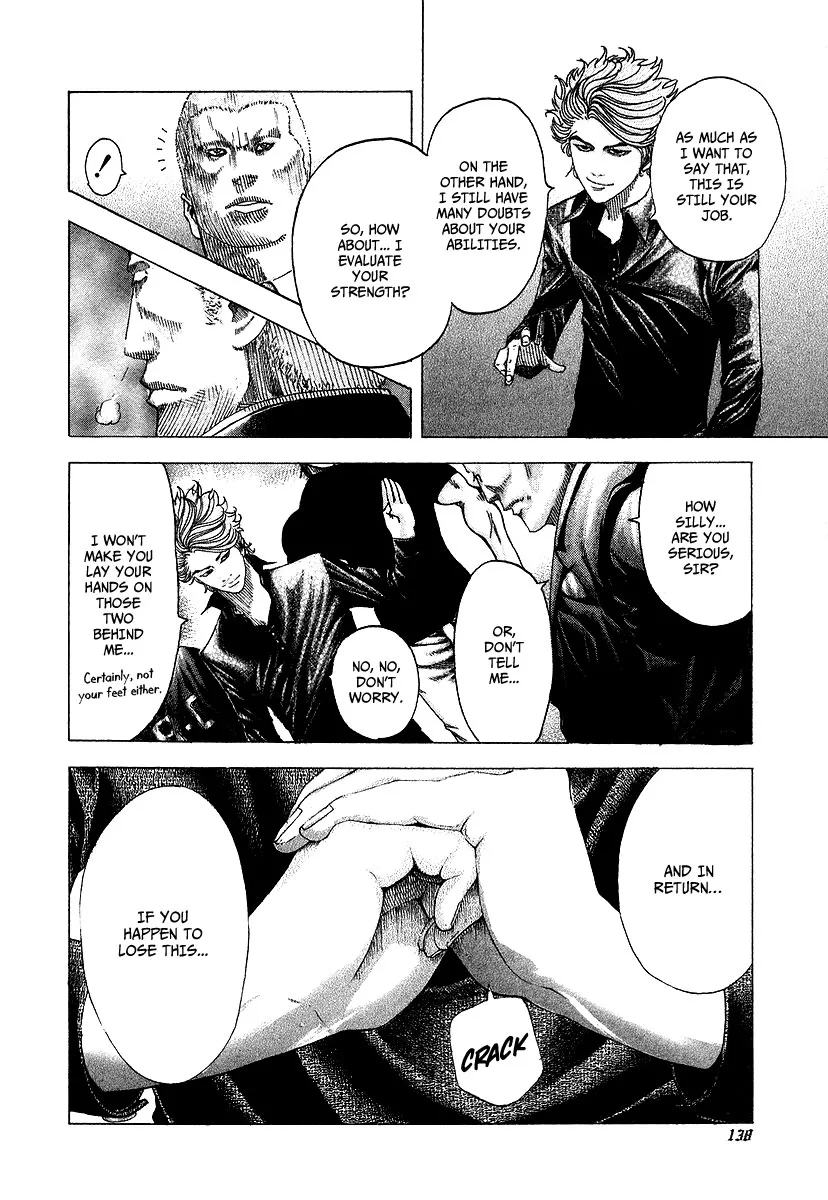 AS MUCH AS
I WANT TO
SAY THAT,
THIS IS
STILL YOUR
JOB.
ON THE
OTHER HAND,
I STILL HAVE
MANY DOUBTS
ABOUT YOUR
ABILITIES.
SO, HOW
ABOUT... I
EVALUATE
YOUR
STRENGTH?
!
HOW
SILLY...
ARE YOU
SERIOUS,
SIR?
OR,
DON'T
TELL
ME...
NO, NO,
DON'T
WORRY.
I WON'T
MAKE YOU
LAY YOUR
HANDS ON
THOSE
TWO
BEHIND
ME...
Certainly, not
your feet either.
AND IN
RETURN...
IF YOU
HAPPEN TO
LOSE THIS...
CRACK
138